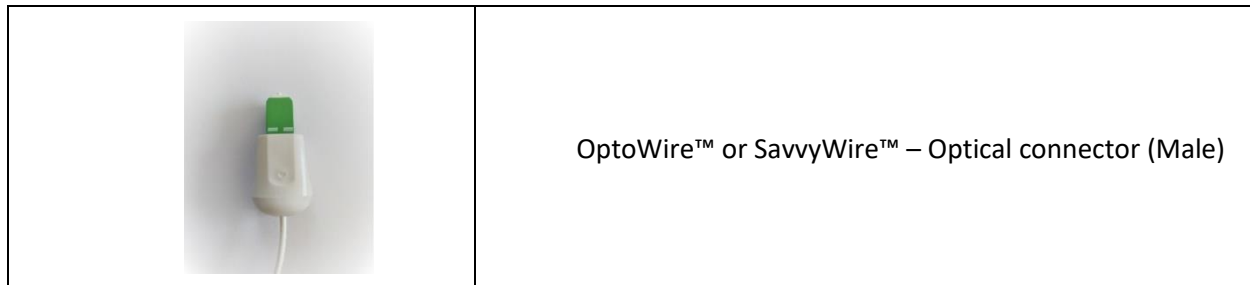 OptoWire™ or SavvyWire™ – Optical connector (Male)